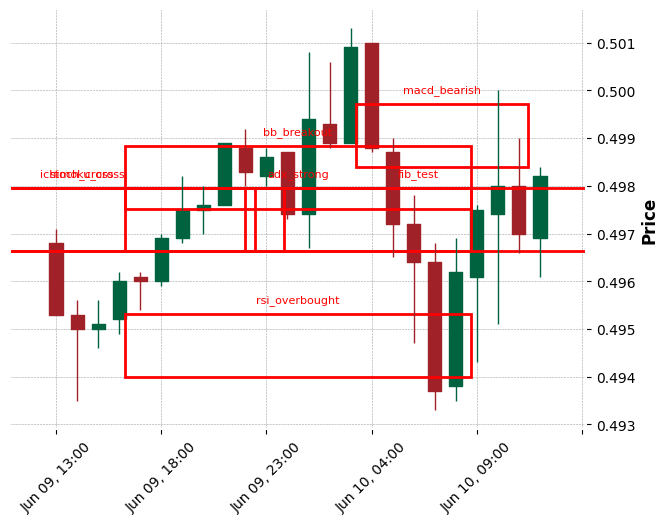 0.501
0.500
macd_bearish
0.499
bb_breakout
0.498
stoch_cross
adx_strong
fib_test
0.497
Price
0.496
rsi_overbought
0.495
0.494
0.493
Jun 09, 13:00
Jun 09, 18:00
Jun 09, 23:00
Jun 10, 04:00
Jun 10, 09:00